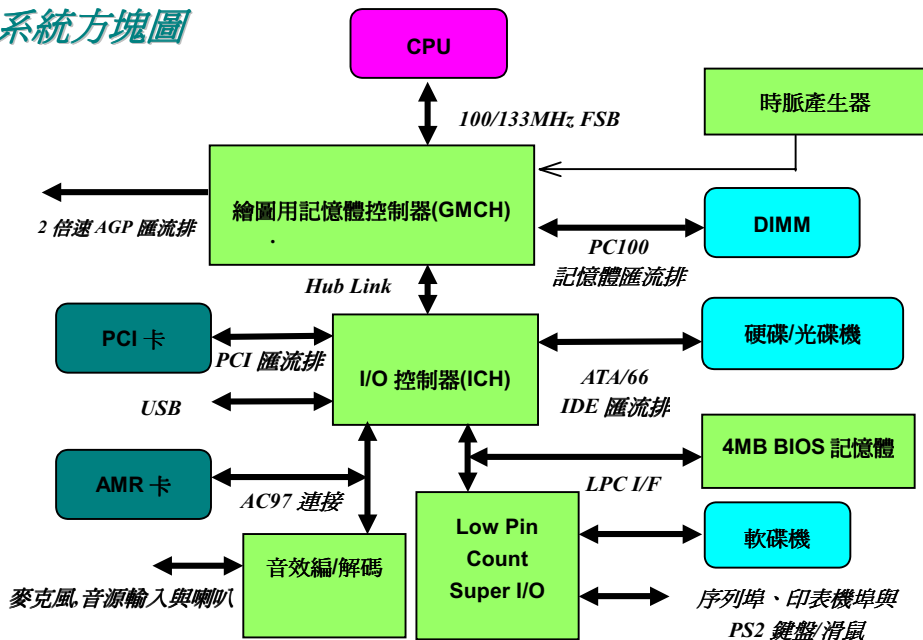 系統方塊圖
CPU
100/133MHz FSB
時脈產生器
繪圖用記憶體控制器(GMCH)
.
2 倍速 AGP 匯流排
DIMM
PC100
記憶體匯流排
Hub Link
PCI 卡
PCI 匯流排
I/O 控制器(ICH)
硬碟/光碟機
ATA/66
IDE 匯流排
USB
4MB BIOS 記憶體
LPC I/F
AMR 卡
AC97 連接
Low Pin
Count
Super I/O
軟碟機
音效編/解碼
麥克風,音源輸入與喇叭
序列埠、印表機埠與
PS2 鍵盤/滑鼠